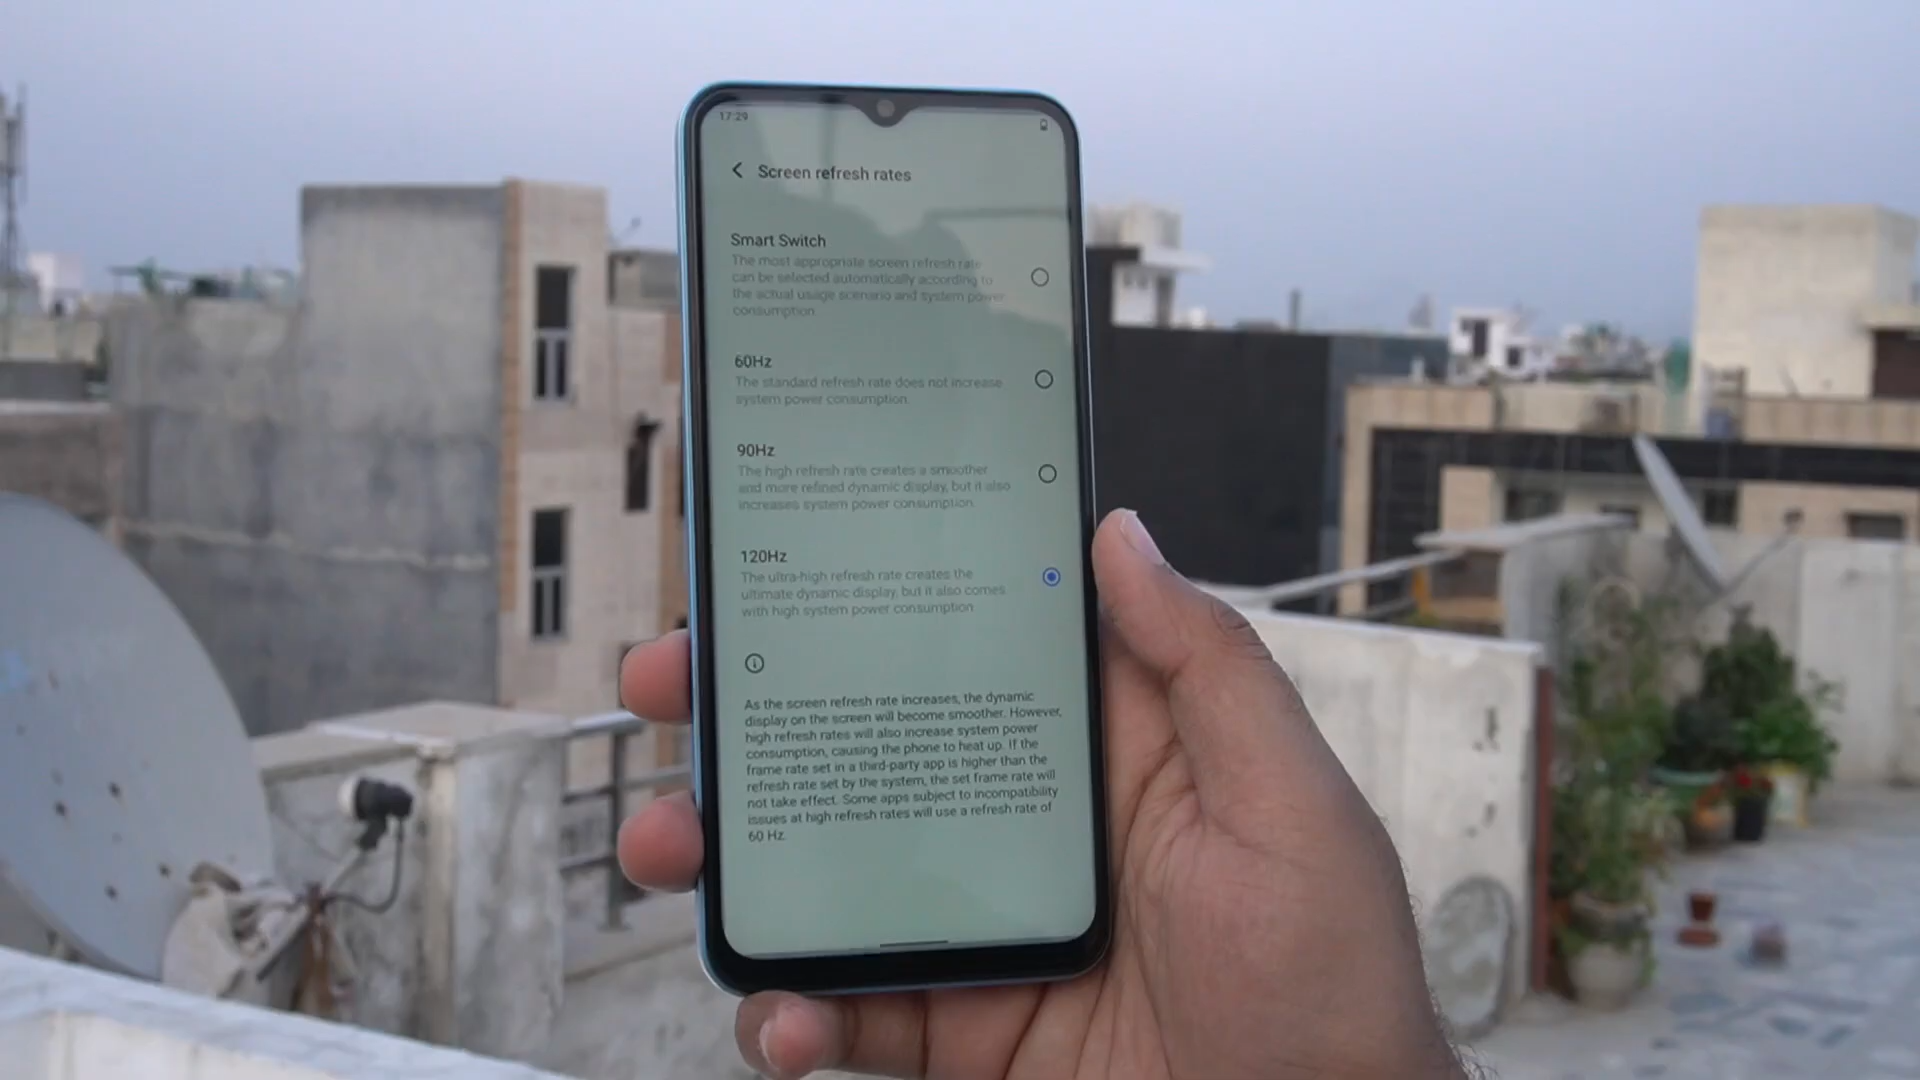 17:29
Screen refresh rates
Smart Switch
The most appropriate screen refresh rate
can be selected automatically according to
the actual usage scenario and system power
consumption.
60Hz
The standard refresh rate does not increase
system power consumption.
90Hz
The high refresh rate creates a smoother
and more refined dynamic display, but it also
increases system power consumption.
120Hz
The ultra-high refresh rate creates the
ultimate dynamic display, but it also comes
with high system power consumption.
As the screen refresh rate increases, the dynamic
display on the screen will become smoother. However,
high refresh rates will also increase system power
consumption, causing the phone to heat up. If the
frame rate set in a third-party app is higher than the
refresh rate set by the system, the set frame rate will
not take effect. Some apps subject to incompatibility
issues at high refresh rates will use a refresh rate of
60 Hz.